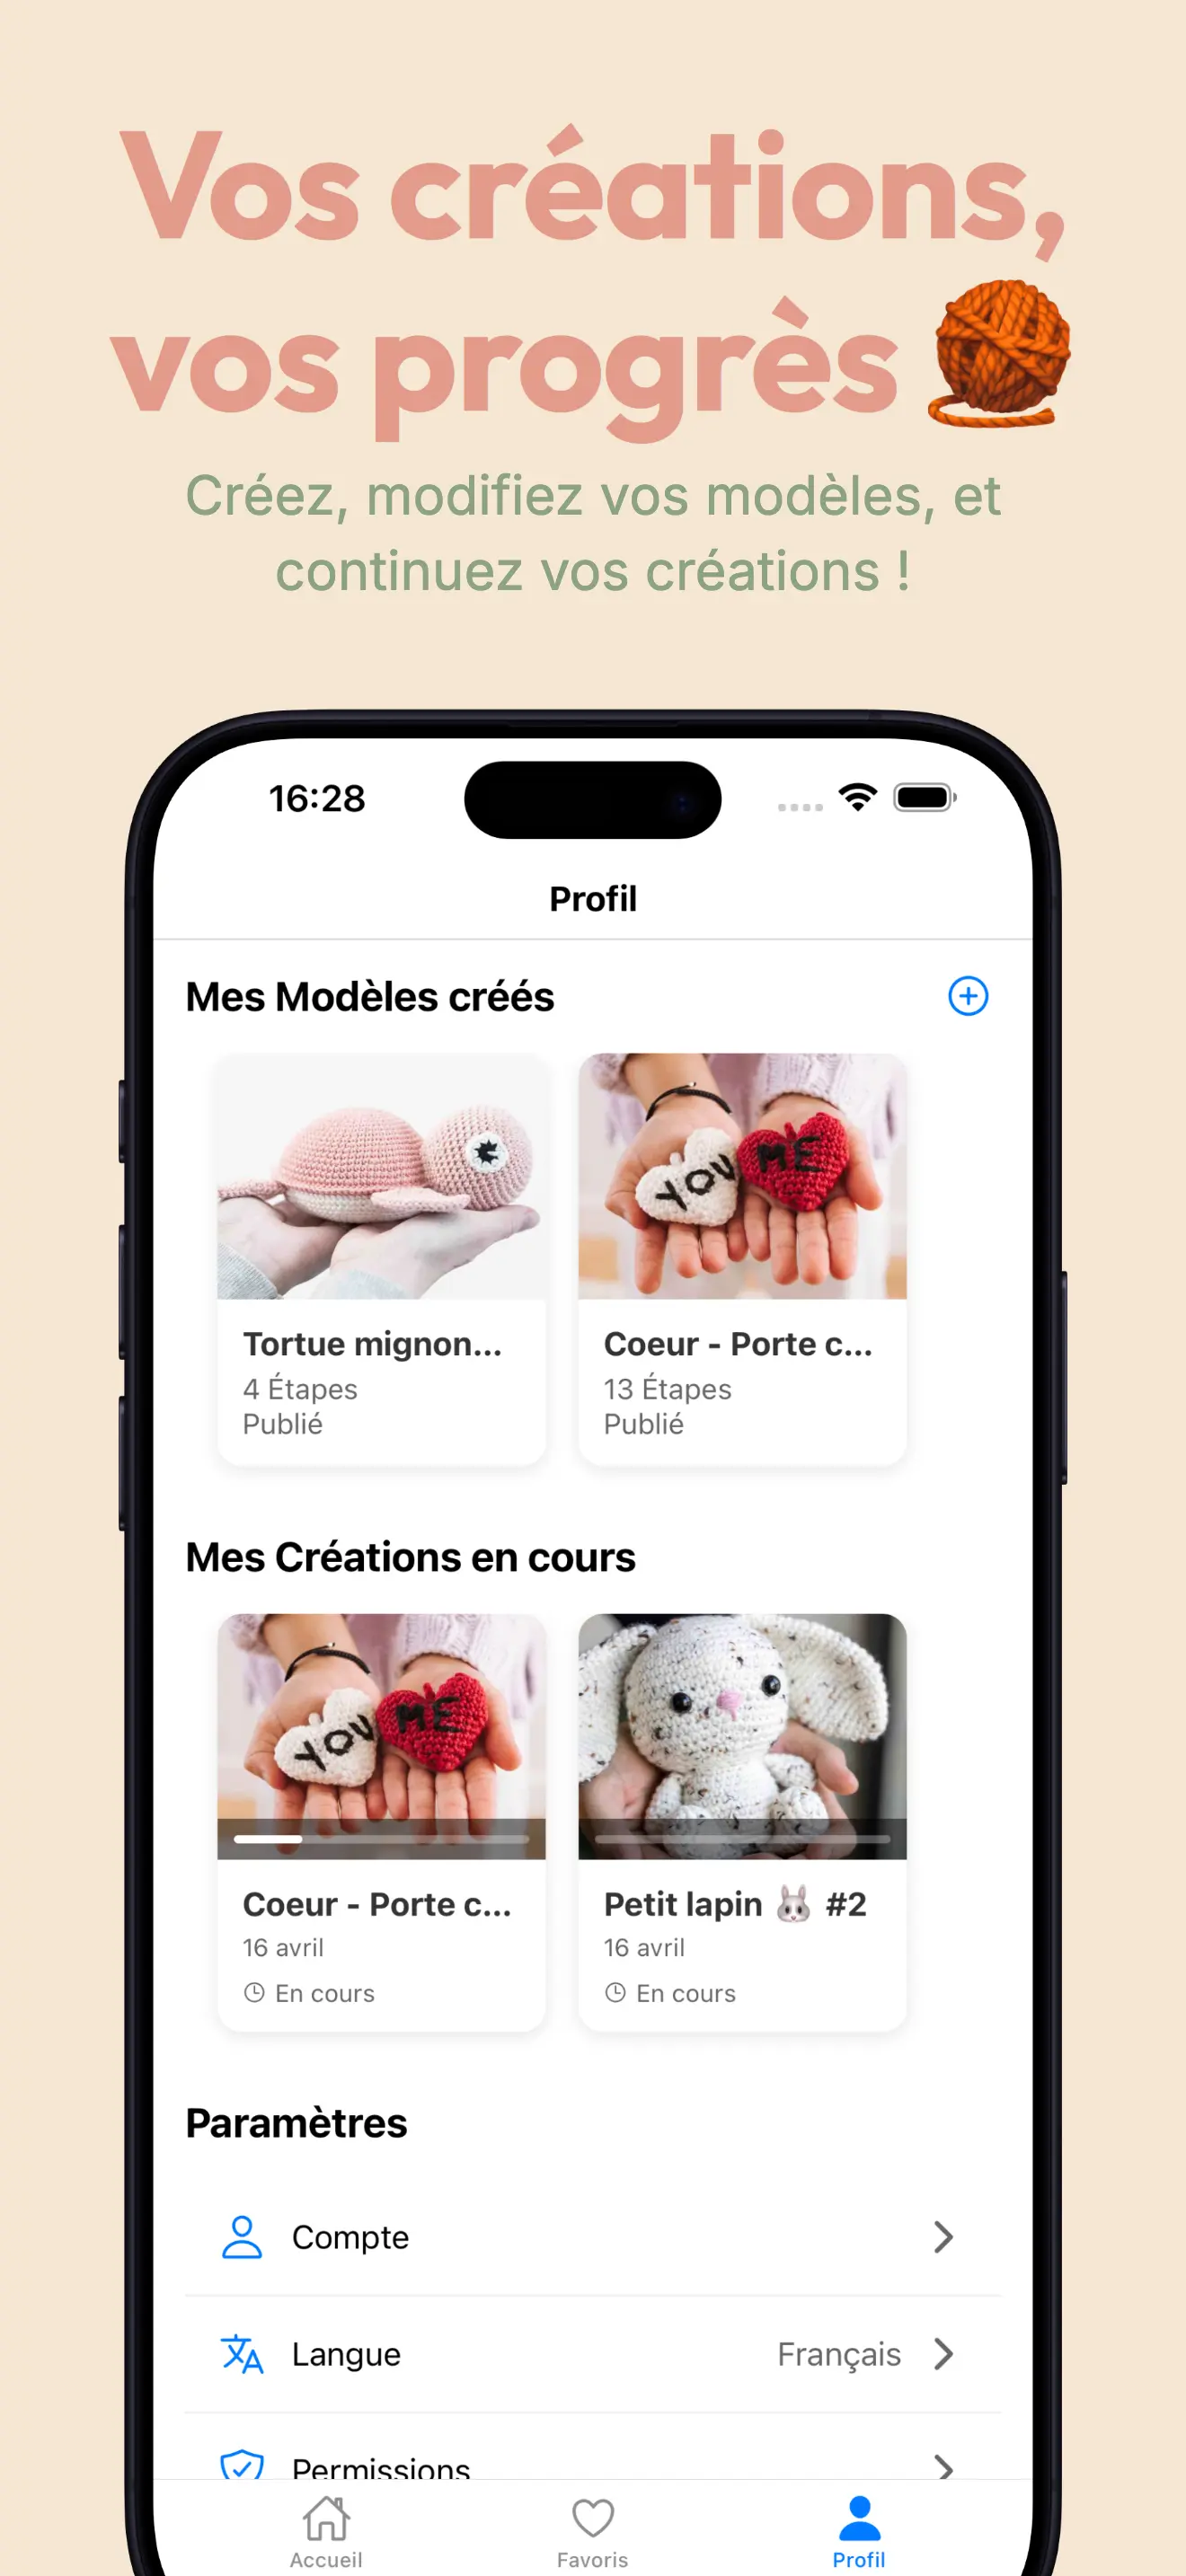 Vos créations,
vos progrès
Créez, modifiez vos modèles, et
continuez vos créations !
16:28
Profil
Mes Modèles créés
YOU ME
Tortue mignon...
4 Étapes
Publié
Coeur - Porte c...
13 Étapes
Publié
Mes Créations en cours
YOU ME
Coeur - Porte c...
16 avril
En cours
Petit lapin 🐰 #2
16 avril
En cours
Paramètres
Compte
Langue Français
Permissions
Accueil Favoris Profil